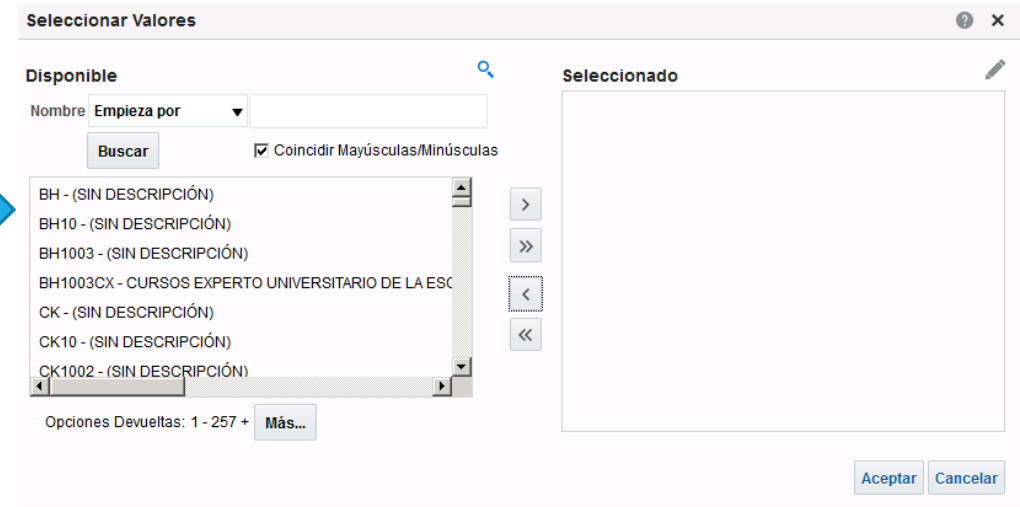 Seleccionar Valores
Disponible
Nombre Empieza por
Buscar Coincidir Mayúsculas/Minúsculas
BH - (SIN DESCRIPCIÓN)
BH10 - (SIN DESCRIPCIÓN)
BH1003 - (SIN DESCRIPCIÓN)
BH1003CX - CURSOS EXPERTO UNIVERSITARIO DE LA ESC
CK - (SIN DESCRIPCIÓN)
CK10 - (SIN DESCRIPCIÓN)
CK1002 - (SIN DESCRIPCIÓN)
Opciones Devueltas: 1 - 257 + Más...
Seleccionado
Aceptar Cancelar